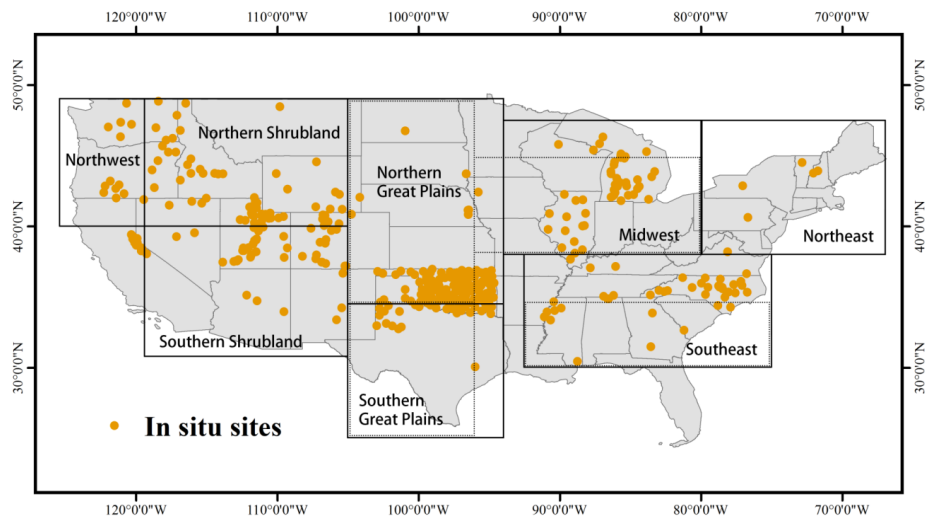 120°0'0"W 110°0'0"W 100°0'0"W 90°0'0"W 80°0'0"W 70°0'0"W
50°0'0"N 50°0'0"N
Northern Shrubland
Northwest
Northern
Great Plains
40°0'0"N 40°0'0"N
Midwest
Northeast
Southern Shrubland
Southeast
30°0'0"N 30°0'0"N
Southern
Great Plains
In situ sites
120°0'0"W 110°0'0"W 100°0'0"W 90°0'0"W 80°0'0"W 70°0'0"W